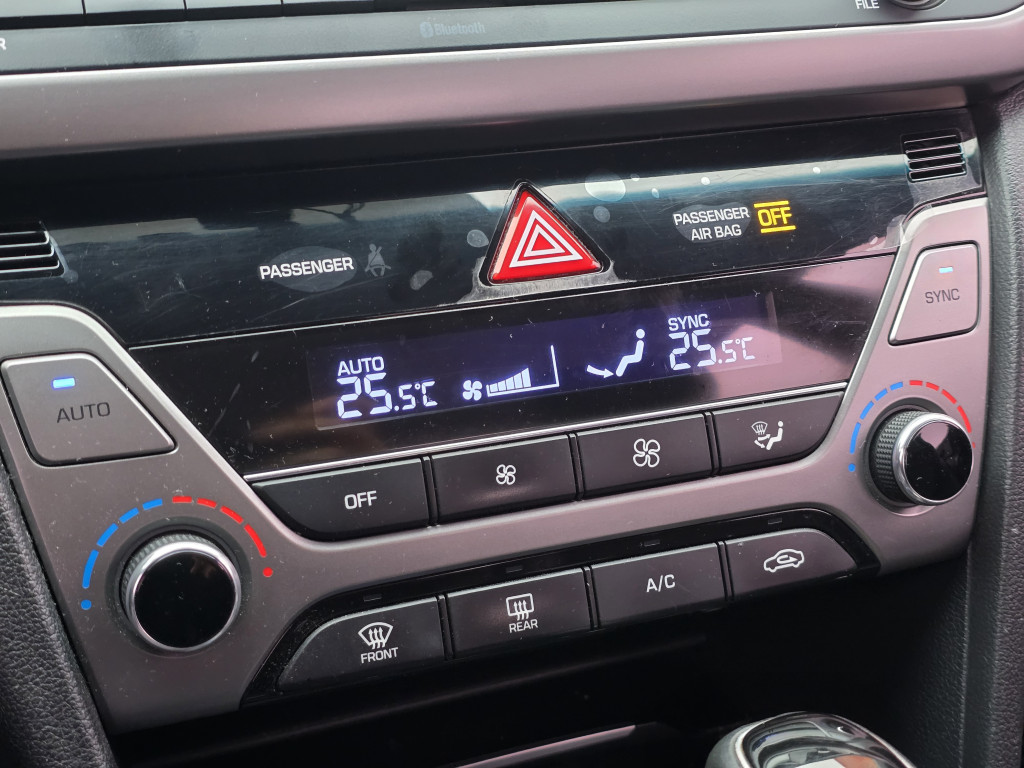 FILE
Bluetooth
R
PASSENGER
PASSENGER
AIR BAG
OFF
SYNC
AUTO
AUTO
25.5℃
SYNC
25.5℃
OFF
FRONT
REAR
A/C